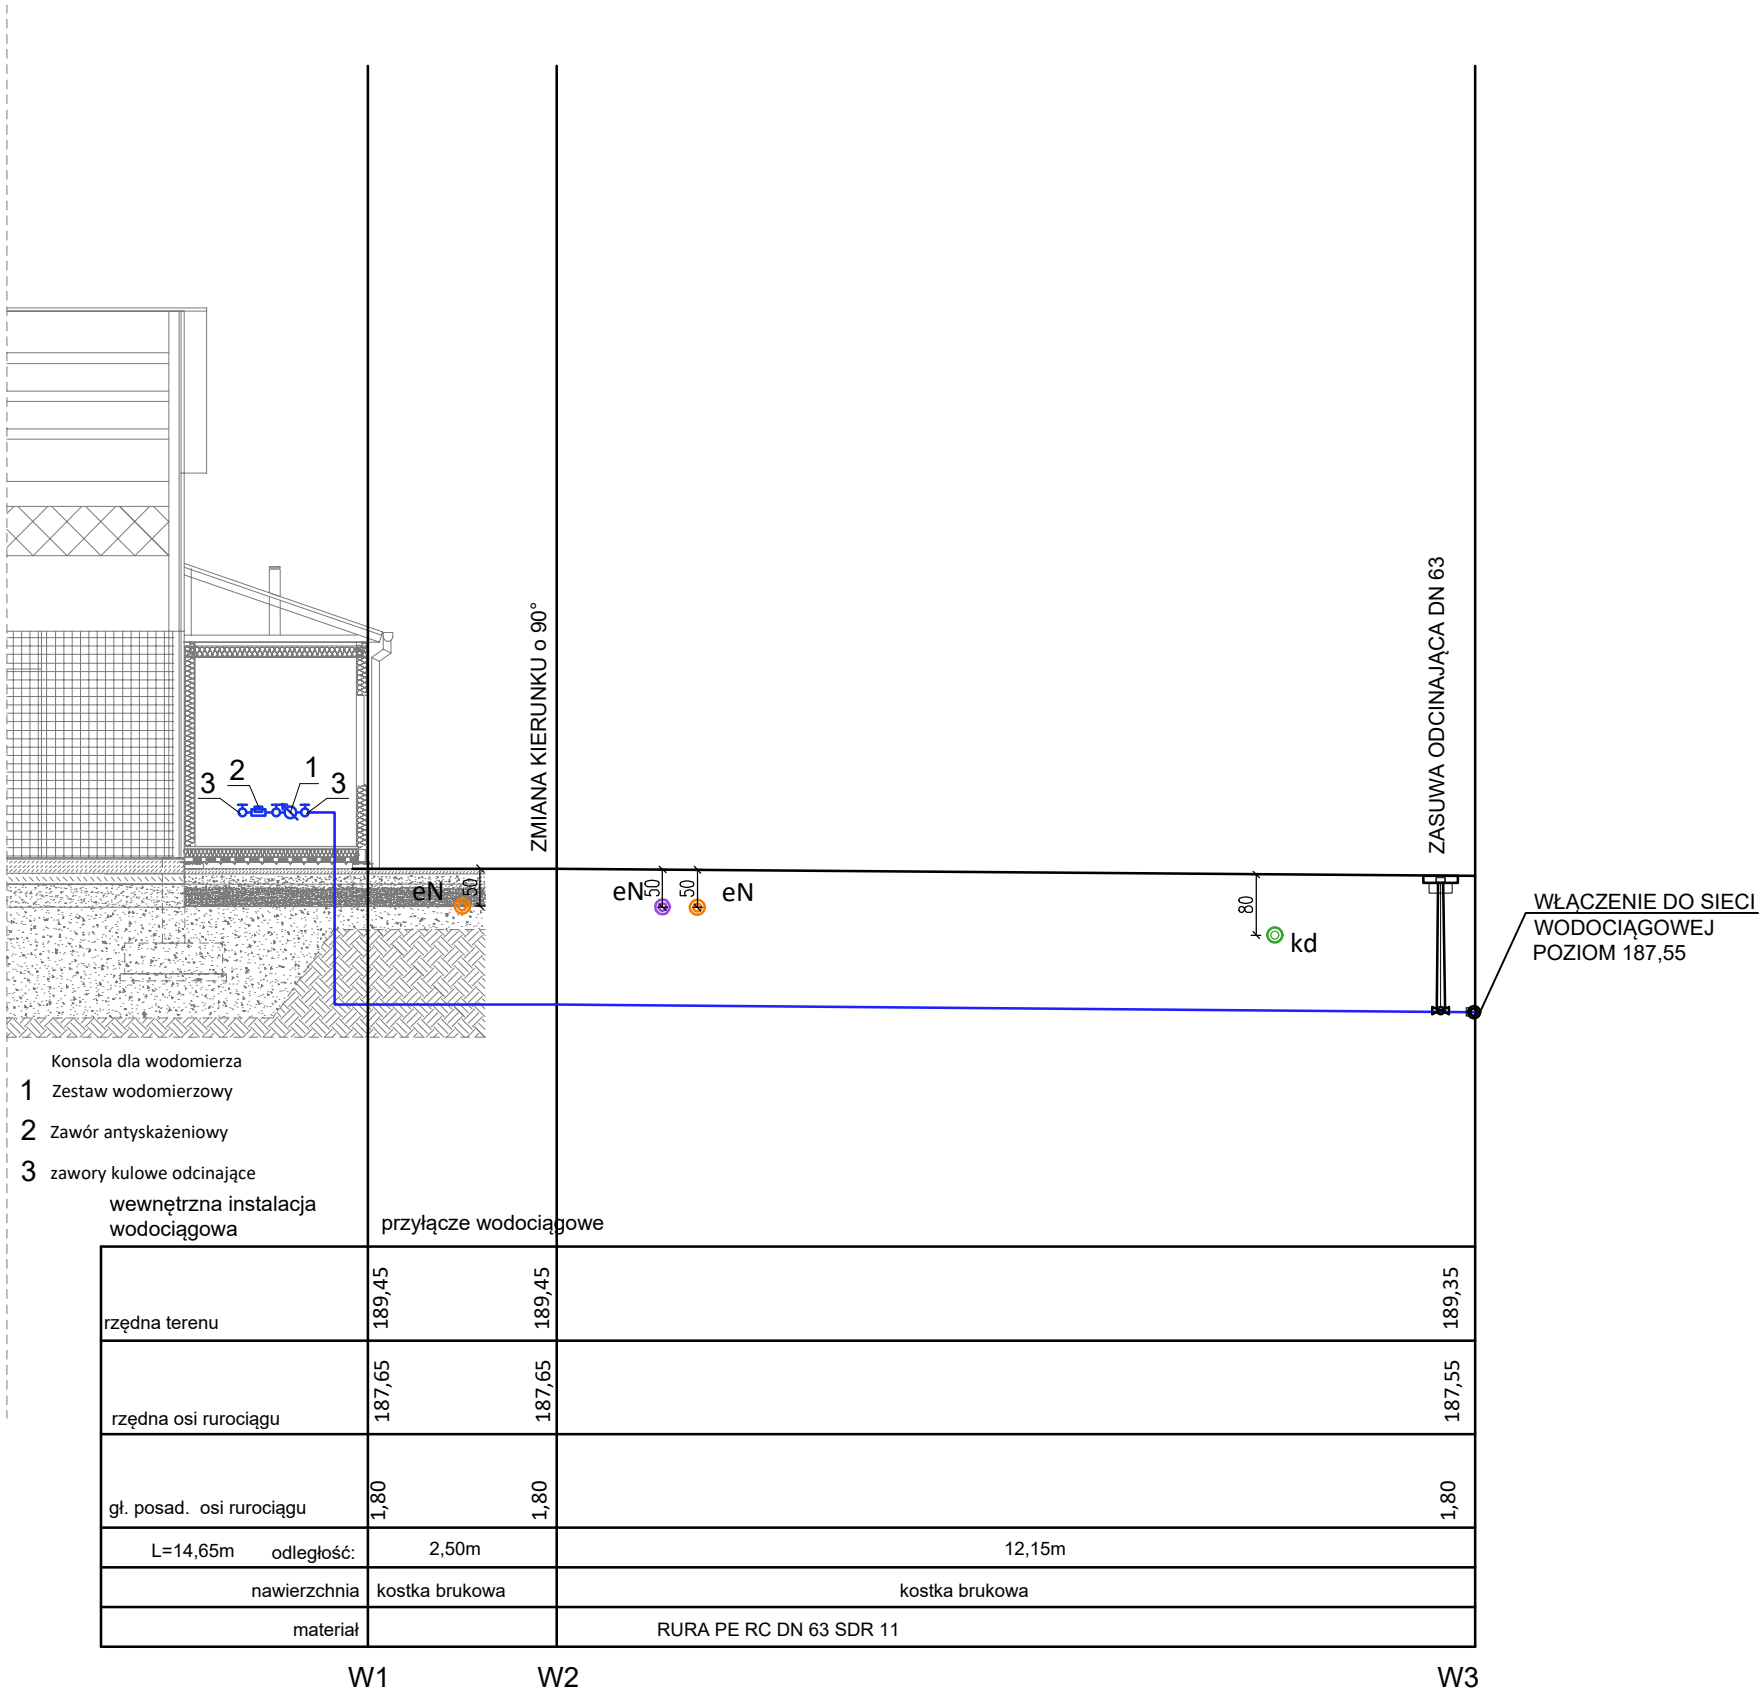 ZMIANA KIERUNKU o 90°
ZASUWA ODCINAJĄCA DN 63
3
2
1
3
eN
50
eN
50
50
eN
80
kd
WŁĄCZENIE DO SIECI
WODOCIĄGOWEJ
POZIOM 187,55
Konsola dla wodomierza
1 Zestaw wodomierzowy
2 Zawór antyskażeniowy
3 zawory kulowe odcinające
wewnętrzna instalacja
wodociągowa
przyłącze wodociągowe
rzędna terenu 189,45 189,45 189,35
rzędna osi rurociągu 187,65 187,65 187,55
gł. posad. osi rurociągu 1,80 1,80 1,80
L=14,65m odległość: 2,50m 12,15m
nawierzchnia kostka brukowa kostka brukowa
materiał RURA PE RC DN 63 SDR 11
W1 W2 W3